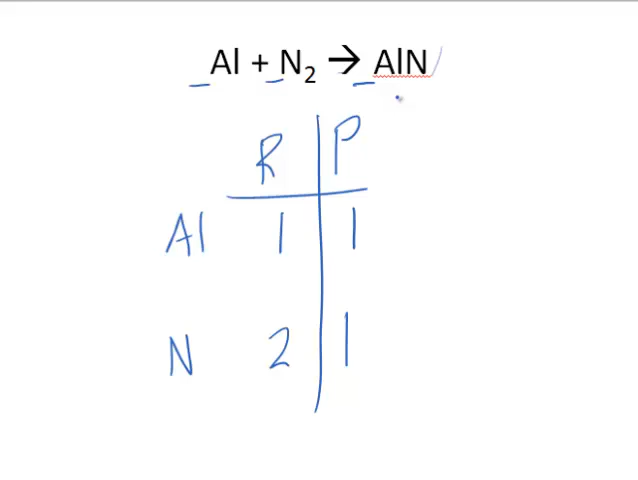 _Al + _N₂ → _AlN
R P
Al 1 1
N 2 1